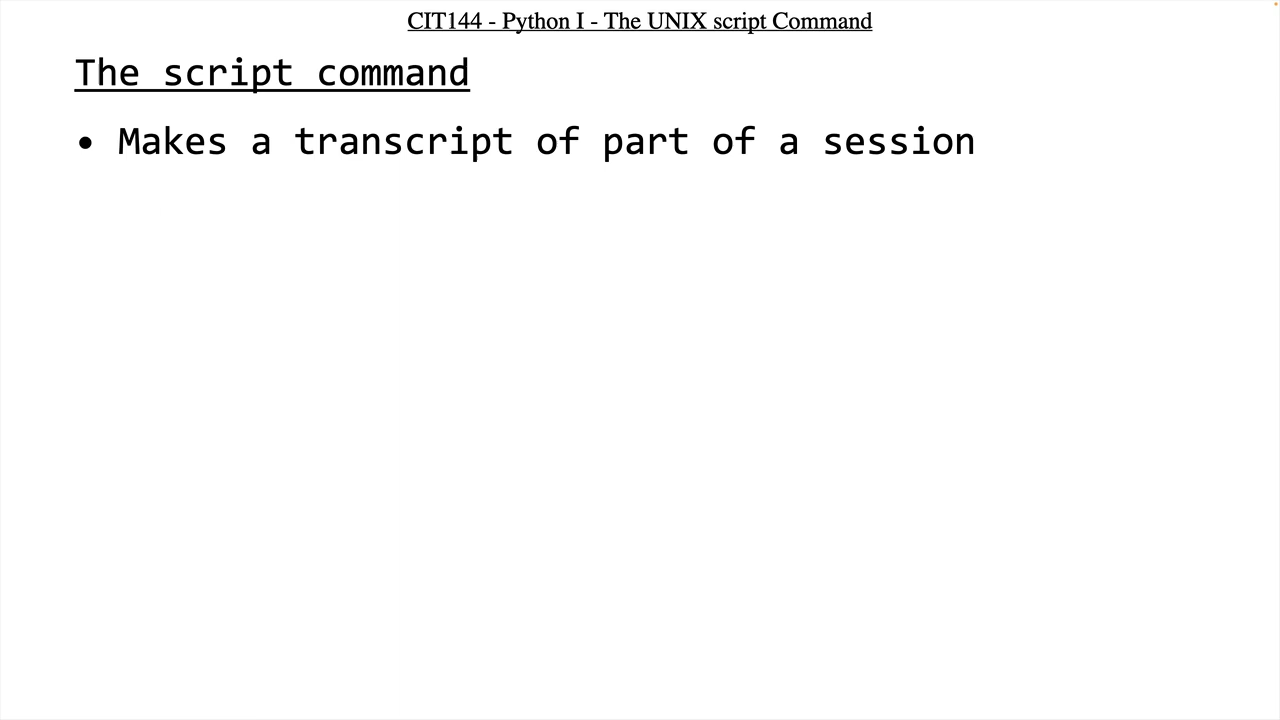 CIT144 - Python I - The UNIX script Command
The script command
• Makes a transcript of part of a session